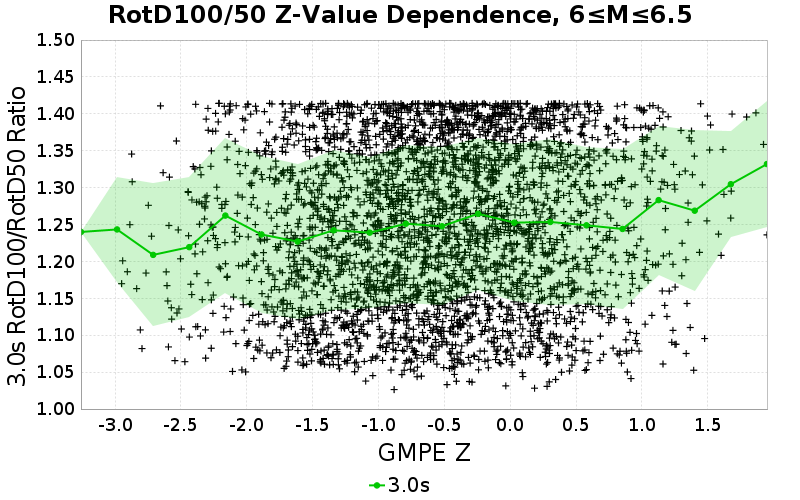 RotD100/50 Z-Value Dependence, 6≤M≤6.5
3.0s RotD100/RotD50 Ratio
1.50
1.45
1.40
1.35
1.30
1.25
1.20
1.15
1.10
1.05
1.00
-3.0 -2.5 -2.0 -1.5 -1.0 -0.5 0.0 0.5 1.0 1.5
GMPE Z
3.0s